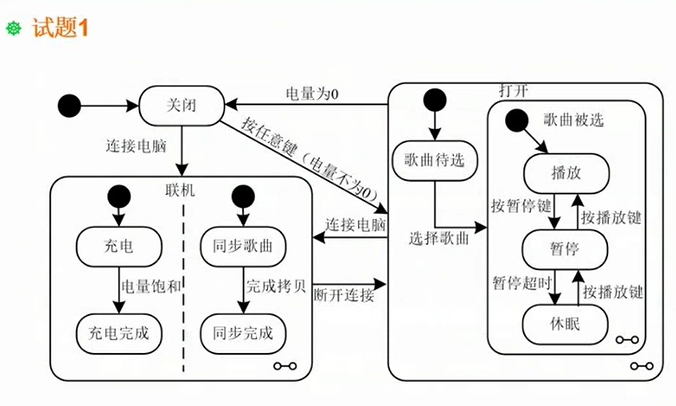 试题1
关闭
电量为0
打开
连接电脑
按任意键（电量不为0）
歌曲待选
歌曲被选
播放
联机
连接电脑
选择歌曲
按暂停键
按播放键
充电
同步歌曲
暂停
电量饱和
完成拷贝
断开连接
暂停超时
按播放键
充电完成
同步完成
休眠